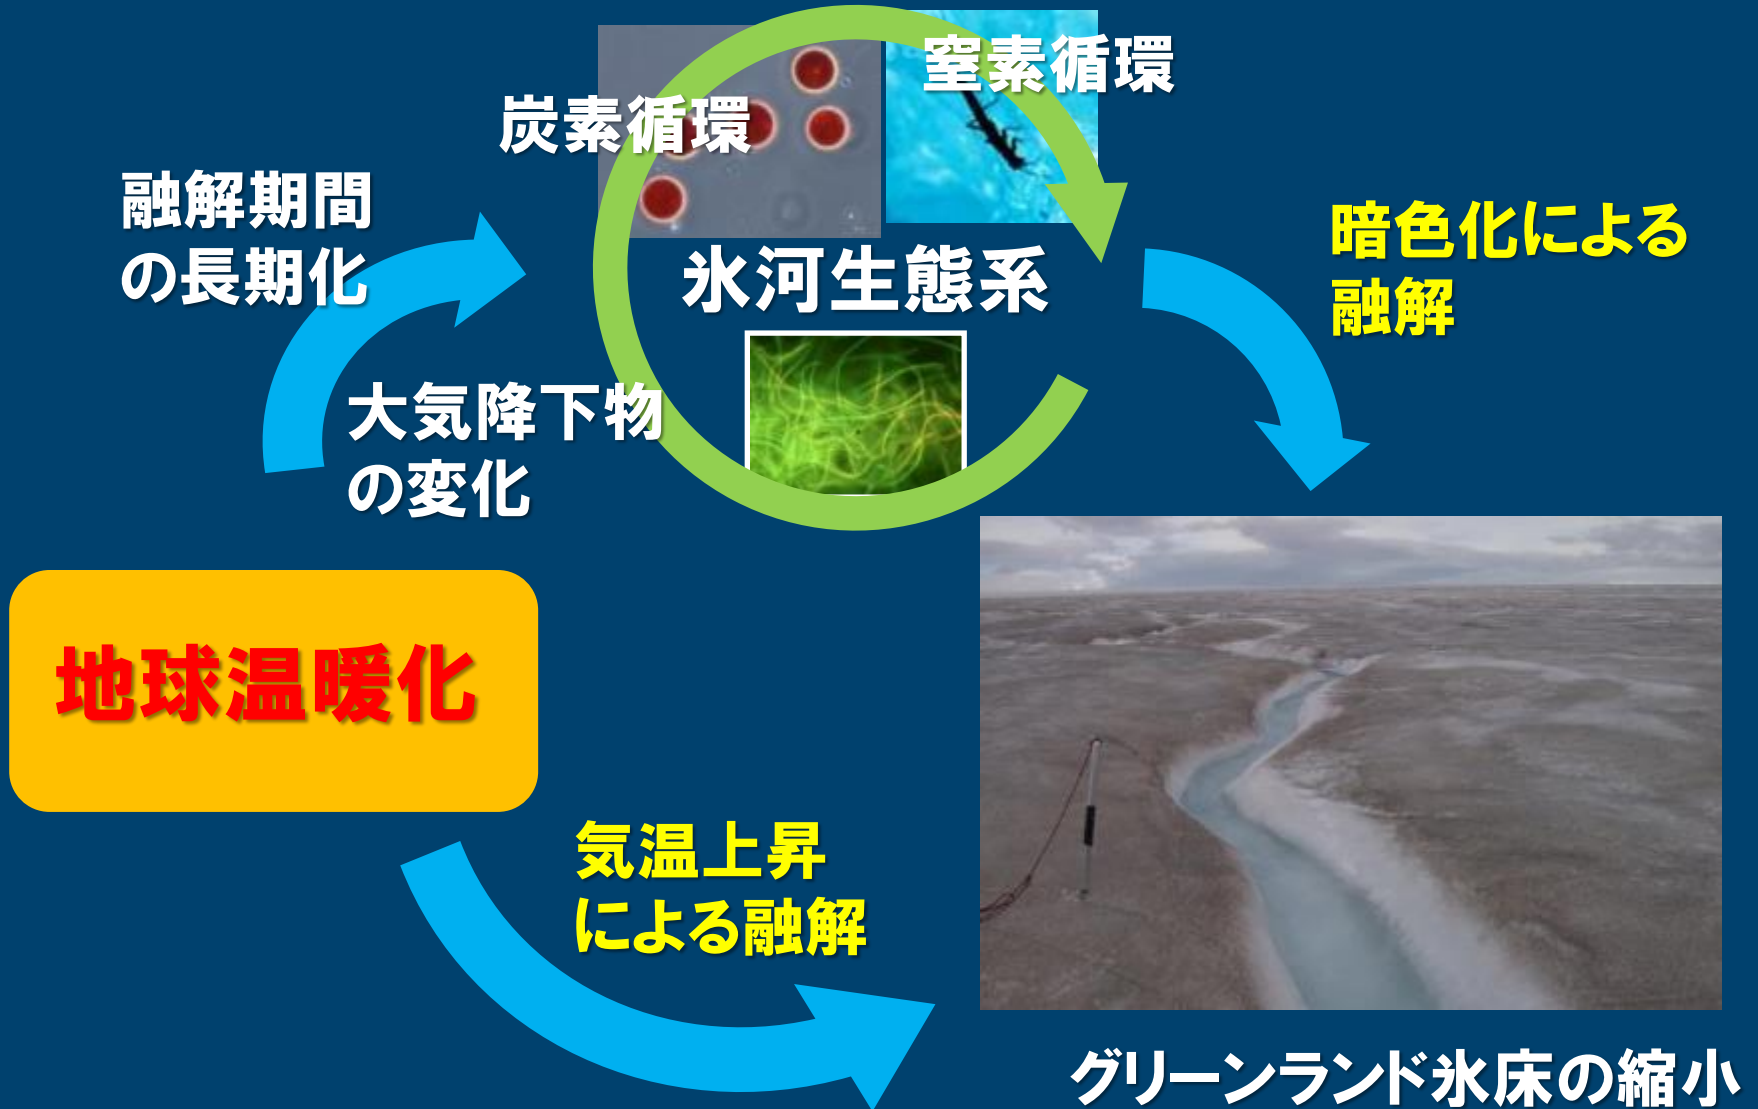 窒素循環
炭素循環
融解期間
の長期化
氷河生態系
暗色化による
融解
大気降下物
の変化
地球温暖化
気温上昇
による融解
グリーンランド氷床の縮小